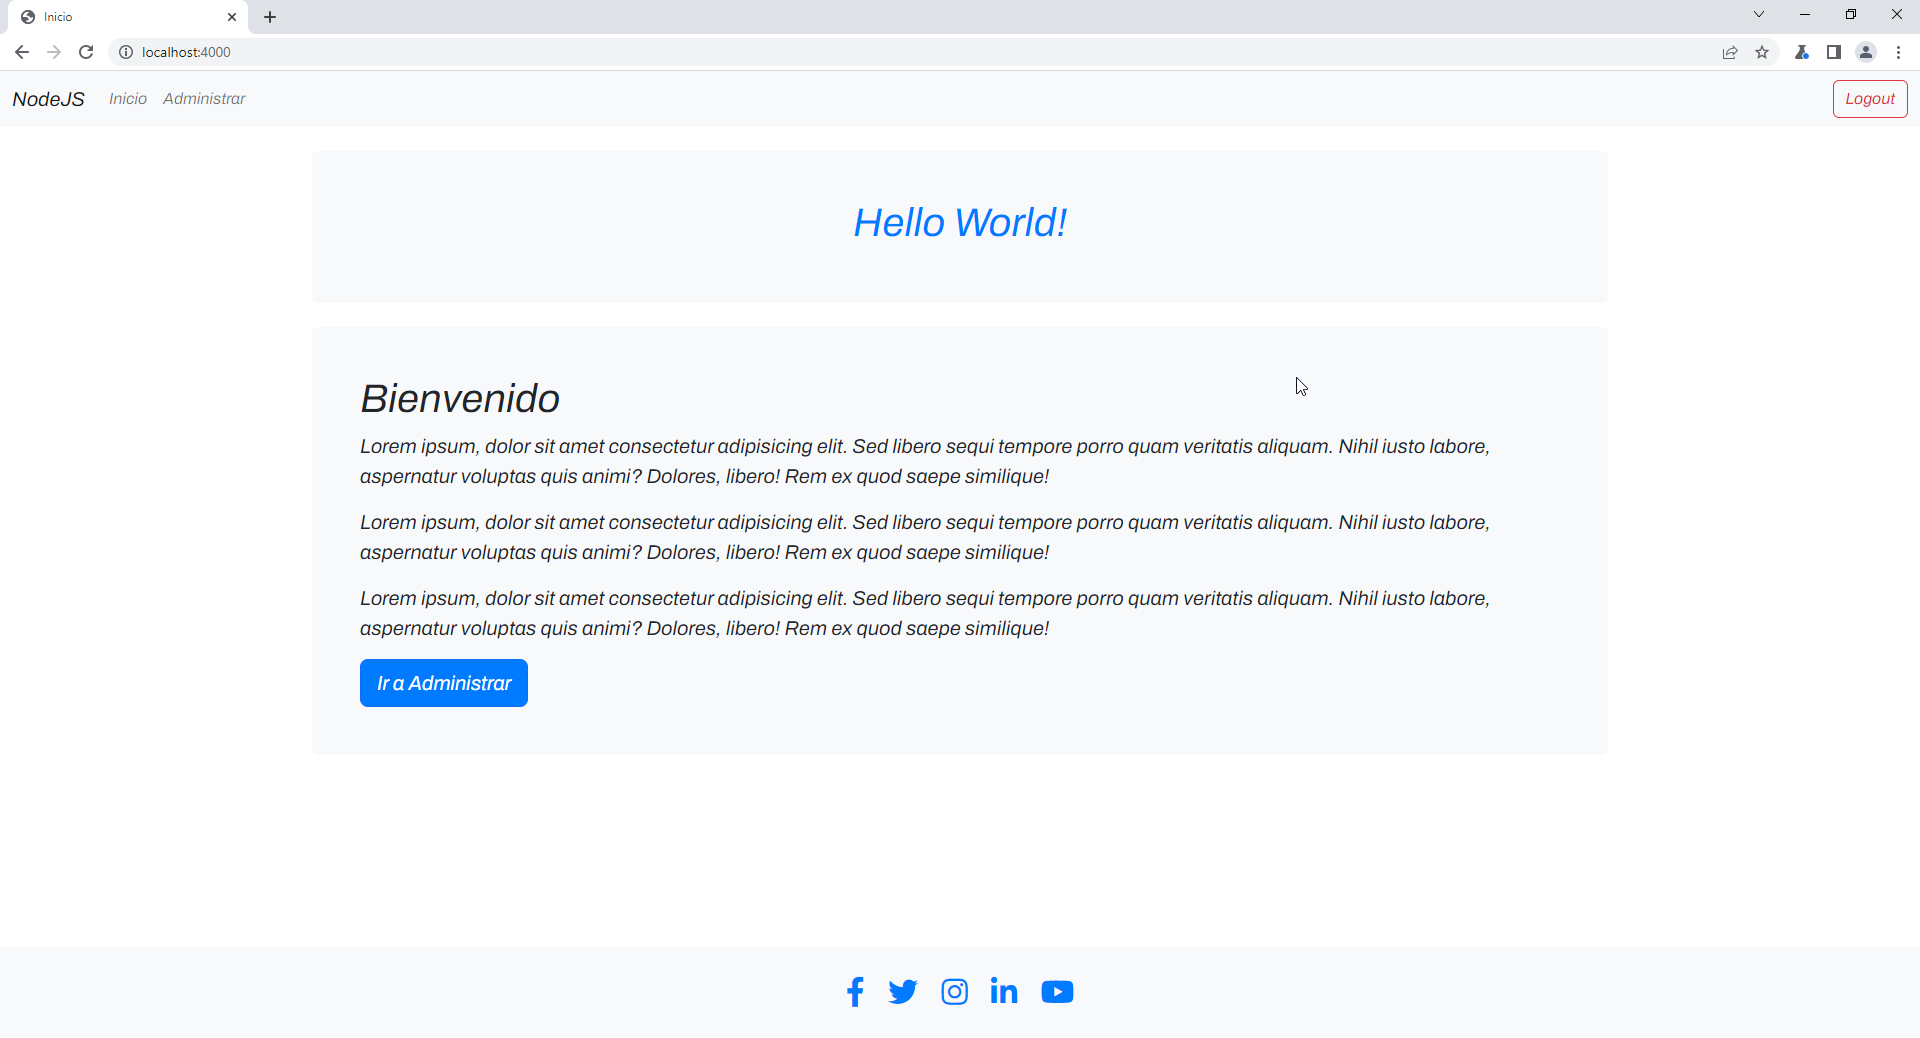 Inicio
localhost:4000
NodeJS Inicio Administrar Logout
Hello World!
Bienvenido
Lorem ipsum, dolor sit amet consectetur adipisicing elit. Sed libero sequi tempore porro quam veritatis aliquam. Nihil iusto labore,
aspernatur voluptas quis animi? Dolores, libero! Rem ex quod saepe similique!
Lorem ipsum, dolor sit amet consectetur adipisicing elit. Sed libero sequi tempore porro quam veritatis aliquam. Nihil iusto labore,
aspernatur voluptas quis animi? Dolores, libero! Rem ex quod saepe similique!
Lorem ipsum, dolor sit amet consectetur adipisicing elit. Sed libero sequi tempore porro quam veritatis aliquam. Nihil iusto labore,
aspernatur voluptas quis animi? Dolores, libero! Rem ex quod saepe similique!
Ir a Administrar